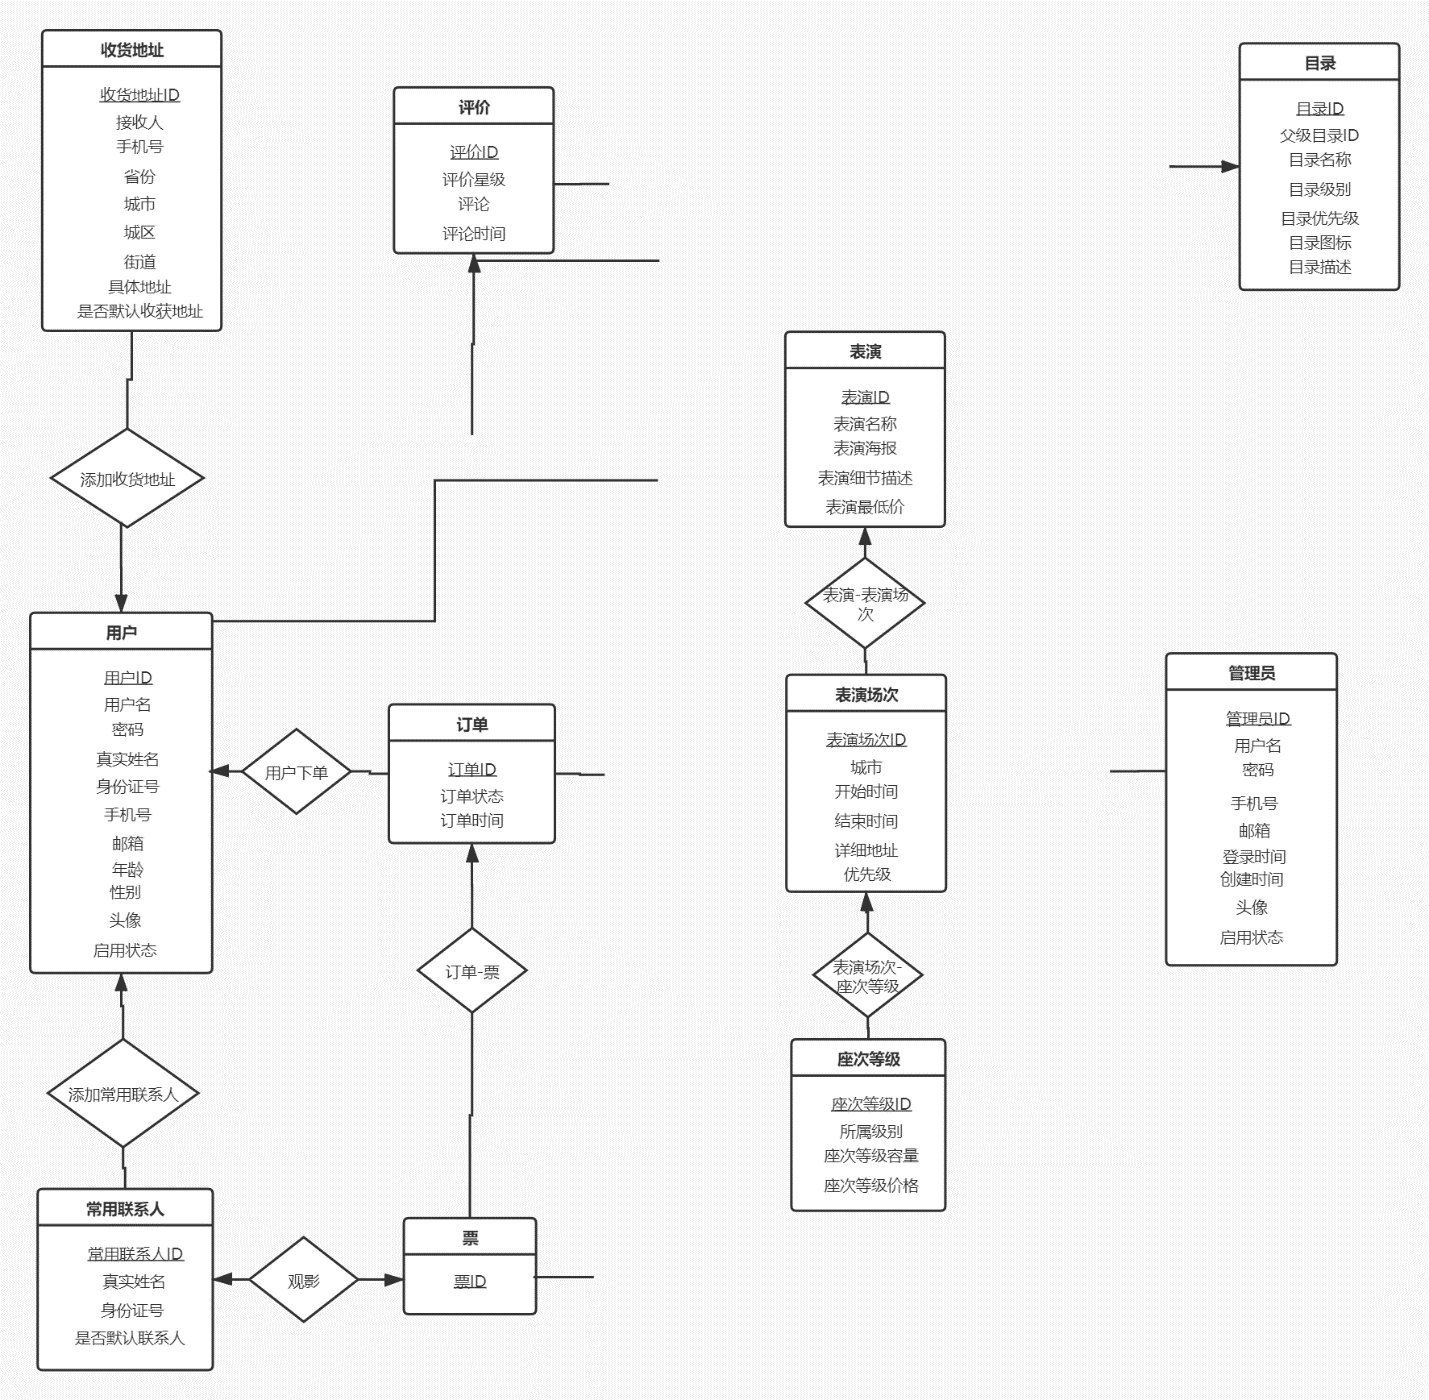 收货地址
收货地址ID
接收人
手机号
省份
城市
城区
街道
具体地址
是否默认收获地址
添加收货地址
评价
评价ID
评价星级
评论
评论时间
目录
目录ID
父级目录ID
目录名称
目录级别
目录优先级
目录图标
目录描述
表演
表演ID
表演名称
表演海报
表演细节描述
表演最低价
表演-表演场
次
用户
用户ID
用户名
密码
真实姓名
身份证号
手机号
邮箱
年龄
性别
头像
启用状态
用户下单
订单
订单ID
订单状态
订单时间
表演场次
表演场次ID
城市
开始时间
结束时间
详细地址
优先级
管理员
管理员ID
用户名
密码
手机号
邮箱
登录时间
创建时间
头像
启用状态
订单-票
表演场次-
座次等级
添加常用联系人
座次等级
座次等级ID
所属级别
座次等级容量
座次等级价格
常用联系人
常用联系人ID
真实姓名
身份证号
是否默认联系人
观影
票
票ID